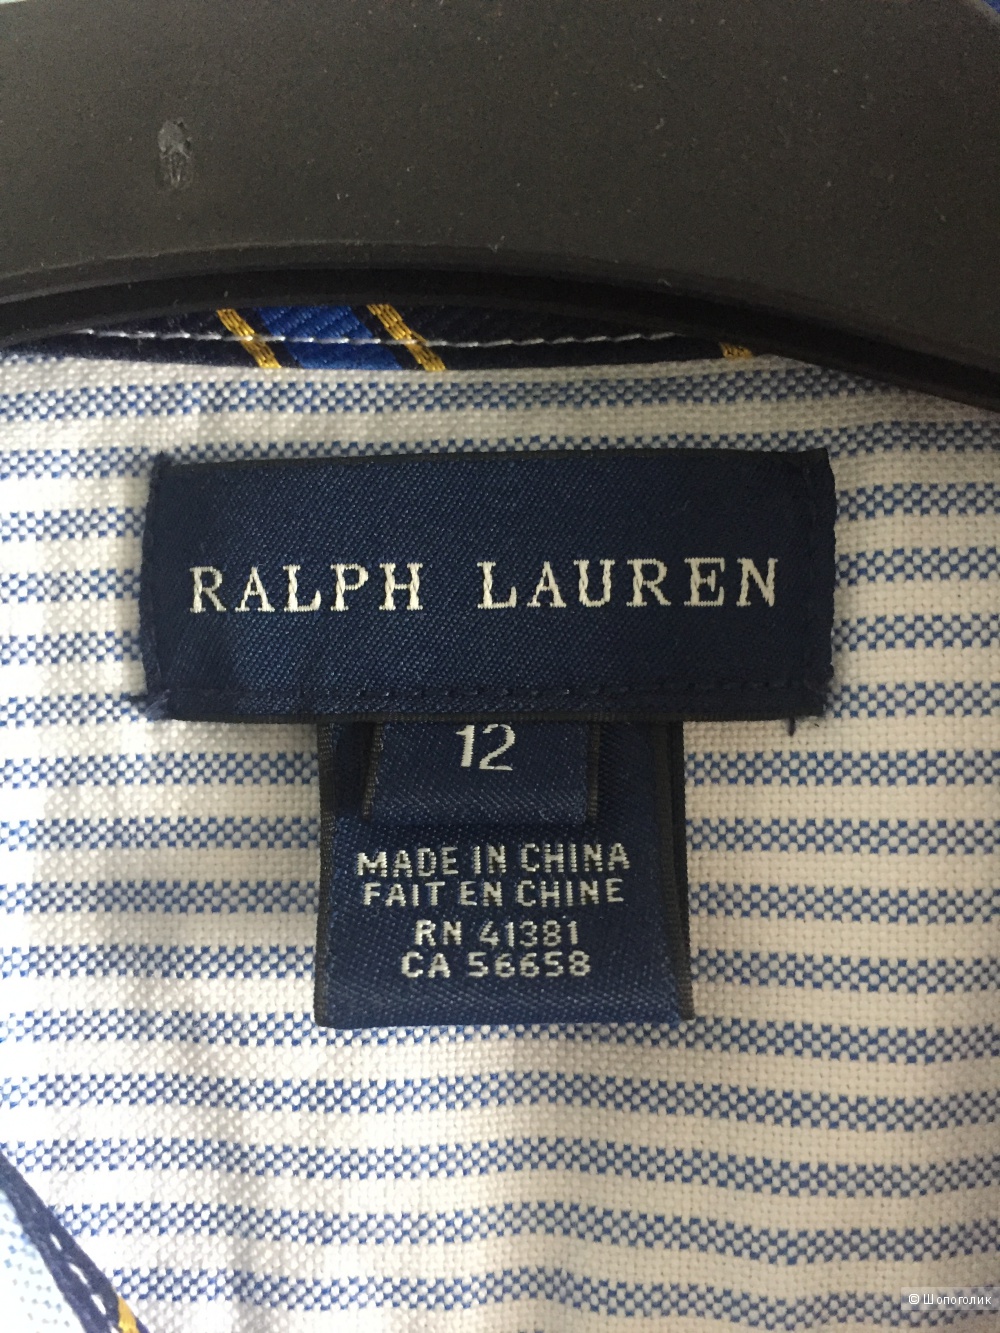 RALPH LAUREN
12
MADE IN CHINA
FAIT EN CHINE
RN 41381
CA 56658
© Шопоголик